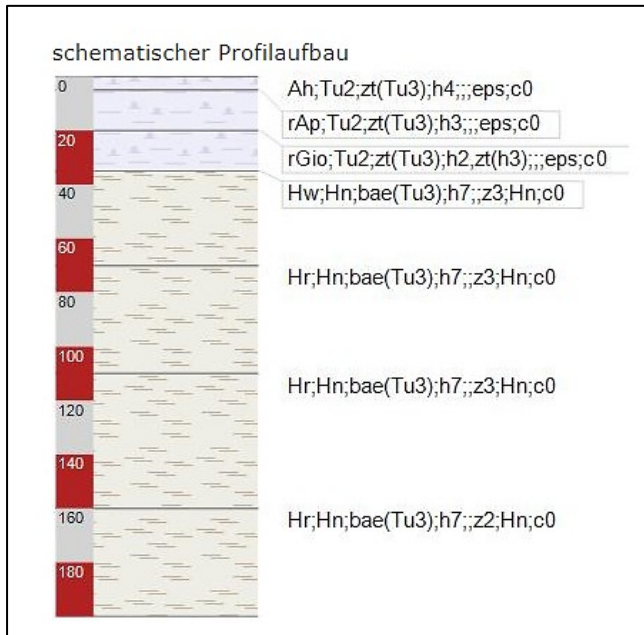 schematischer Profilaufbau
0
Ah;Tu2;zt(Tu3);h4;;;eps;c0
rAp;Tu2;zt(Tu3);h3;;;eps;c0
20
rGio;Tu2;zt(Tu3);h2,zt(h3);;;eps;c0
40
Hw;Hn;bae(Tu3);h7;;z3;Hn;c0
60
Hr;Hn;bae(Tu3);h7;;z3;Hn;c0
80
100
Hr;Hn;bae(Tu3);h7;;z3;Hn;c0
120
140
160
Hr;Hn;bae(Tu3);h7;;z2;Hn;c0
180